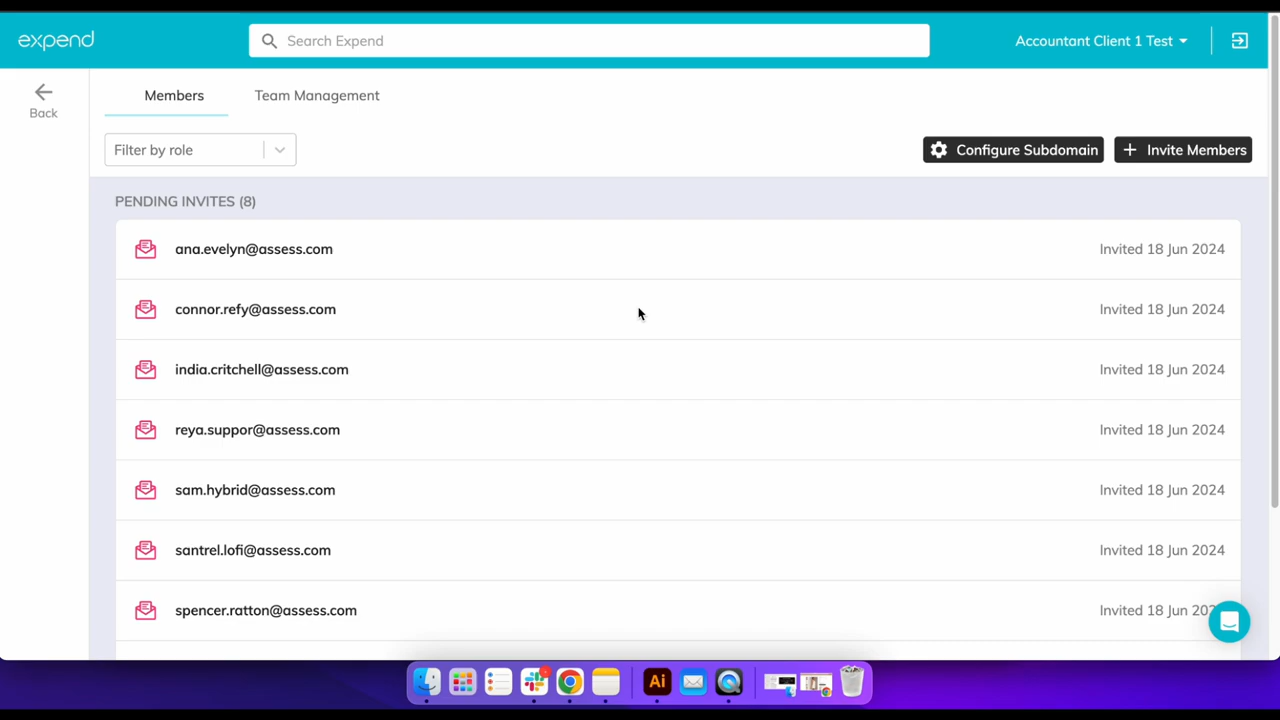 expend
Search Expend
Accountant Client 1 Test
Back
Members
Team Management
Filter by role
Configure Subdomain
Invite Members
PENDING INVITES (8)
ana.evelyn@assess.com Invited 18 Jun 2024
connor.refy@assess.com Invited 18 Jun 2024
india.critchell@assess.com Invited 18 Jun 2024
reya.suppor@assess.com Invited 18 Jun 2024
sam.hybrid@assess.com Invited 18 Jun 2024
santrel.lofi@assess.com Invited 18 Jun 2024
spencer.ratton@assess.com Invited 18 Jun 202
Ai